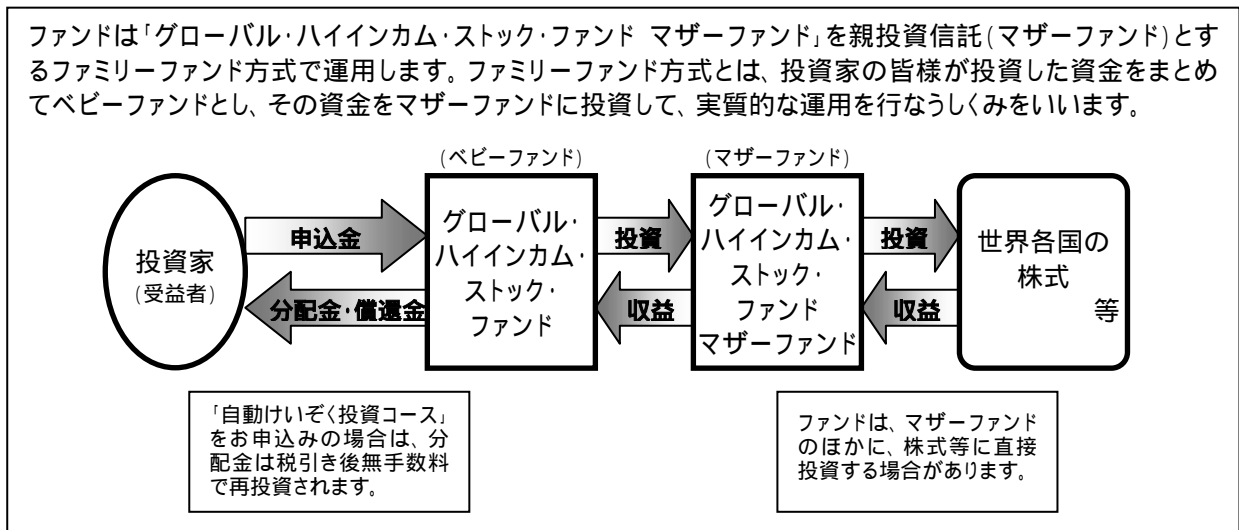 ファンドは「グローバル・ハイインカム・ストック・ファンド マザーファンド」を親投資信託(マザーファンド)とす
るファミリーファンド方式で運用します。ファミリーファンド方式とは、投資家の皆様が投資した資金をまとめ
てベビーファンドとし、その資金をマザーファンドに投資して、実質的な運用を行なうしくみをいいます。
(ベビーファンド)
(マザーファンド)
投資家
(受益者)
申込金
分配金・償還金
グローバル・
ハイインカム・
ストック・
ファンド
投資
収益
グローバル・
ハイインカム・
ストック・
ファンド
マザーファンド
投資
収益
世界各国の
株式
等
「自動けいぞく投資コース」
をお申込みの場合は、分
配金は税引き後無手数料
で再投資されます。
ファンドは、マザーファンド
のほかに、株式等に直接
投資する場合があります。